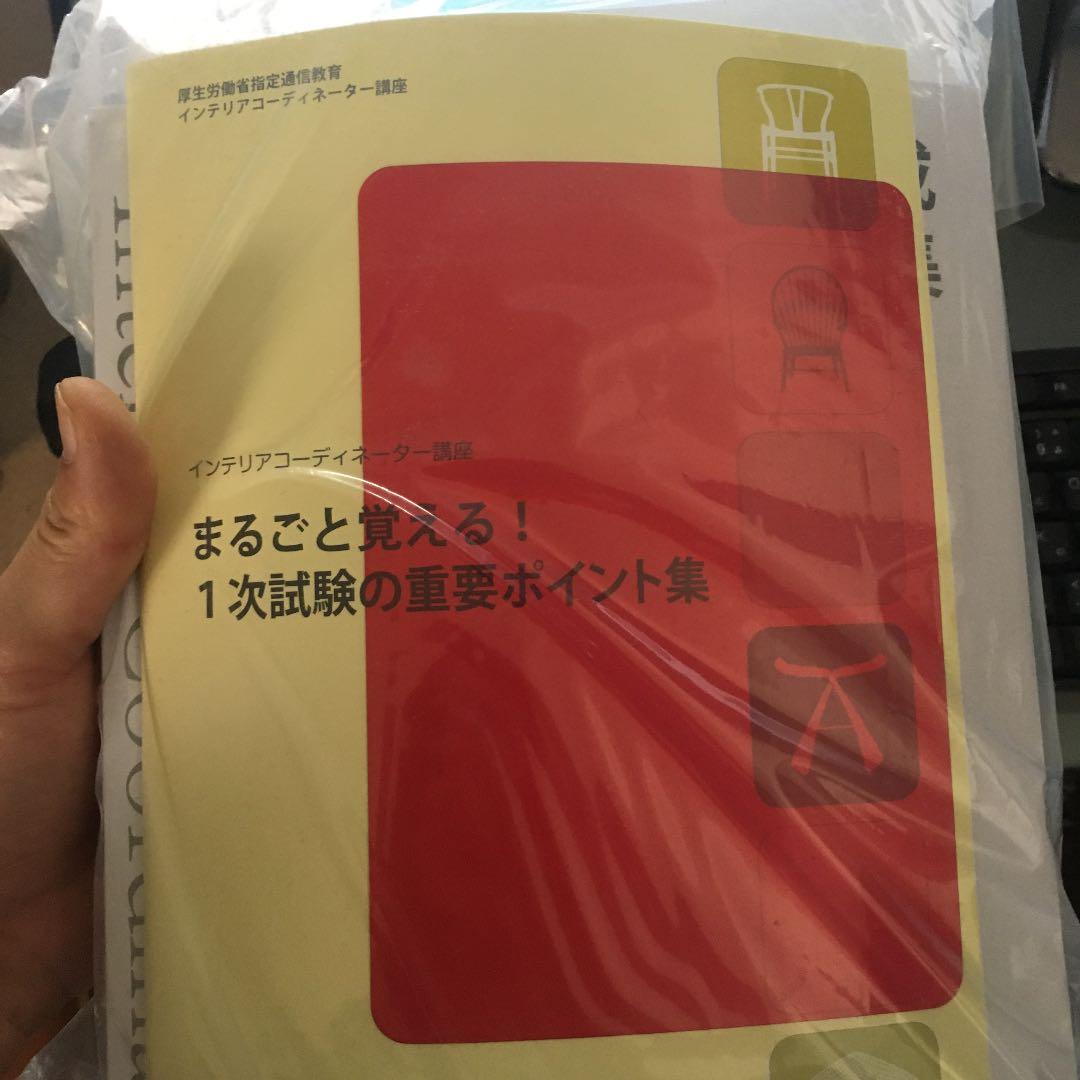 厚生労働省指定通信教育
インテリアコーディネーター講座
インテリアコーディネーター講座
まるごと覚える！
1次試験の重要ポイント集
集